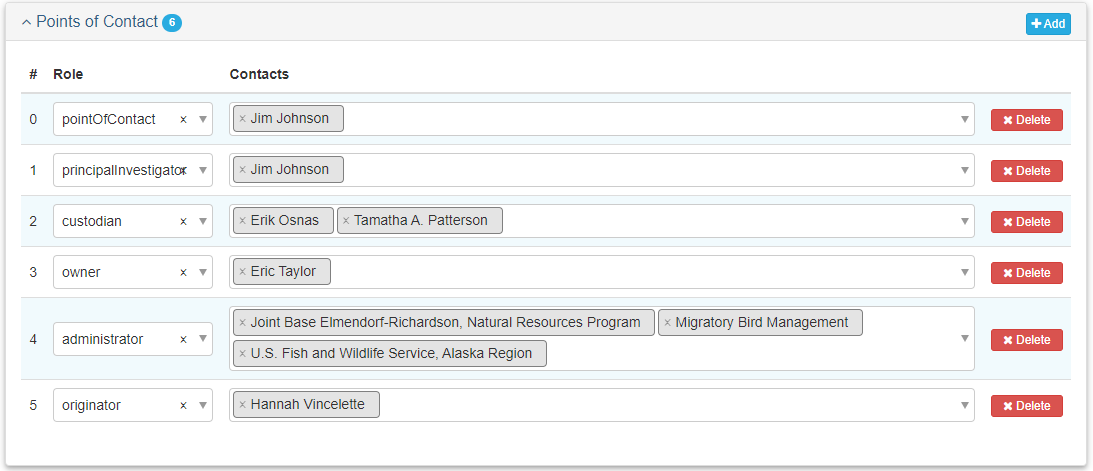 Points of Contact 6
+ Add
# Role Contacts
0 pointOfContact × × Jim Johnson × Delete
1 principalInvestigator × × Jim Johnson × Delete
2 custodian × × Erik Osnas × Tamatha A. Patterson × Delete
3 owner × × Eric Taylor × Delete
4 administrator × × Joint Base Elmendorf-Richardson, Natural Resources Program × Migratory Bird Management × Delete
× U.S. Fish and Wildlife Service, Alaska Region
5 originator × × Hannah Vincelette × Delete